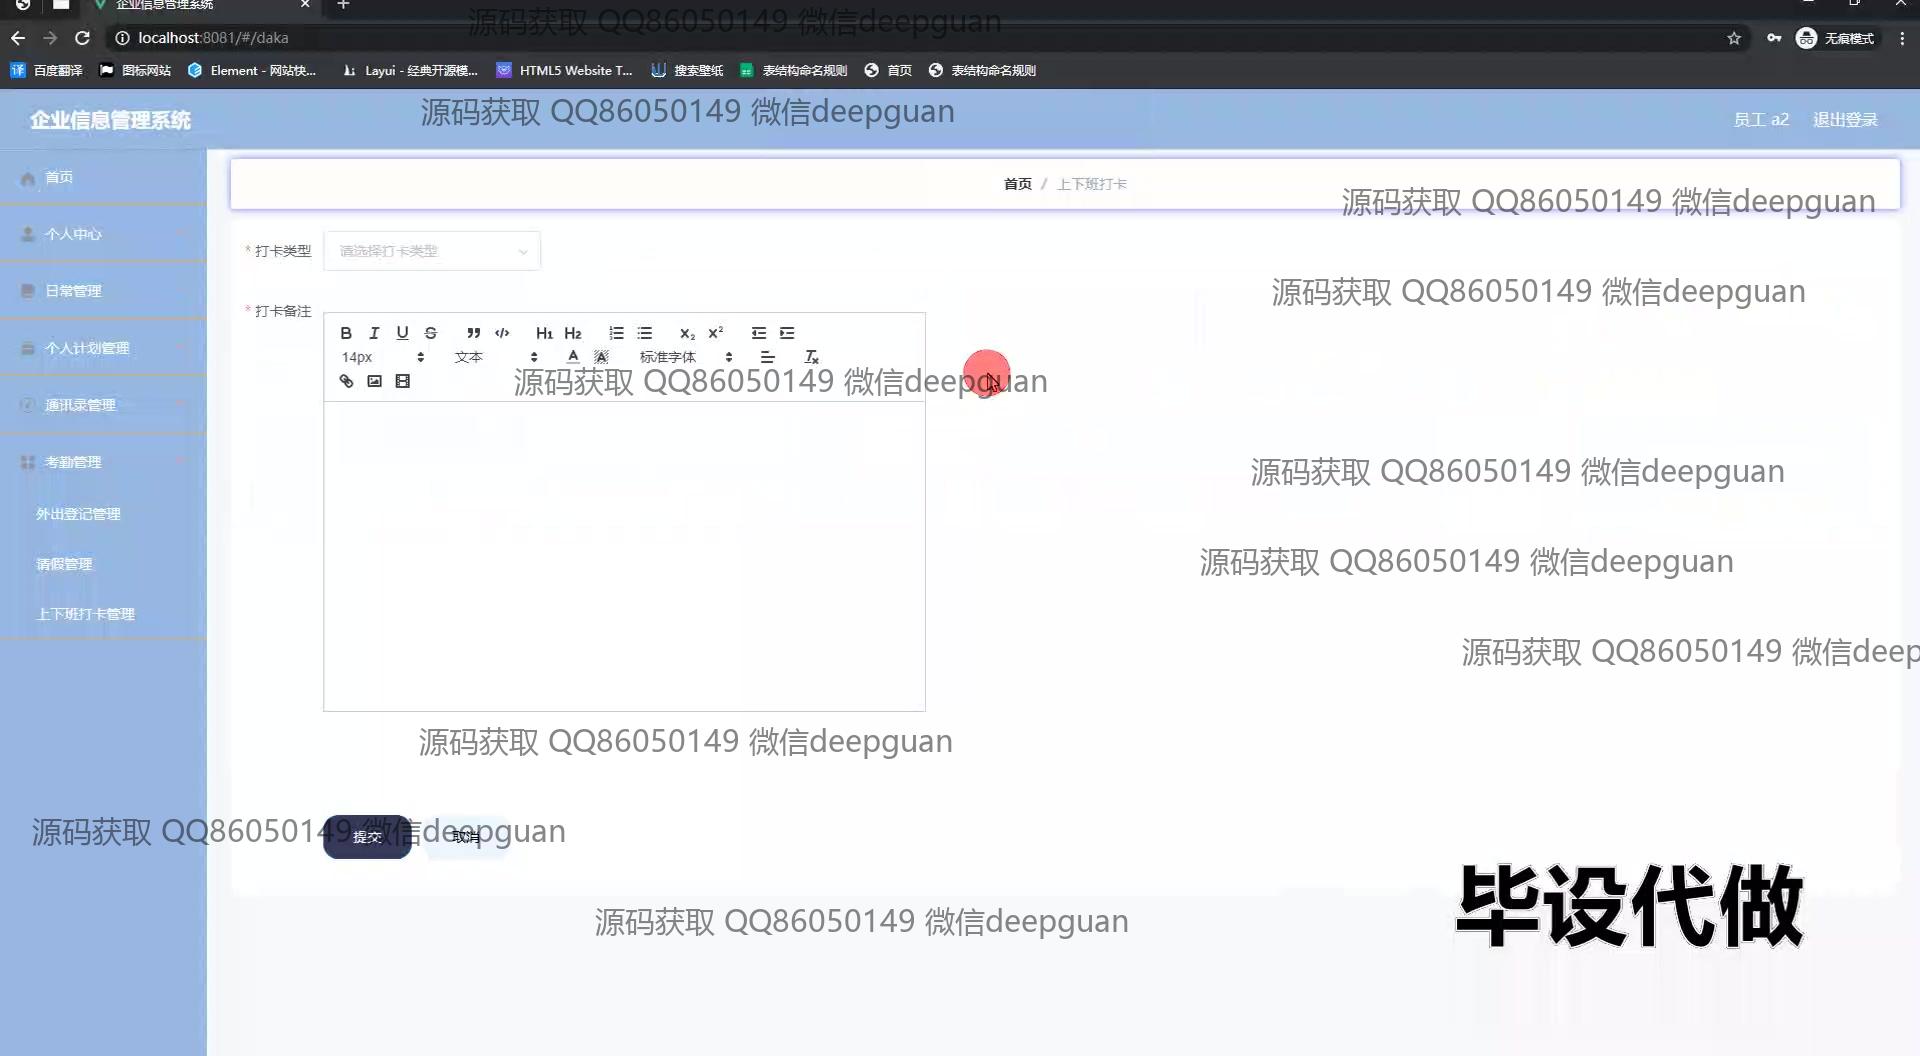 企业信息管理系统
源码获取 QQ86050149 微信deepguan
localhost:8081/#/daka
无痕模式
百度翻译 图标网站 Element - 网站快... Layui - 经典开源模... HTML5 Website T... 搜索壁纸 表结构命名规则 首页 表结构命名规则
企业信息管理系统
源码获取 QQ86050149 微信deepguan
员工 a2 退出登录
首页
首页 / 上下班打卡
源码获取 QQ86050149 微信deepguan
个人中心
* 打卡类型 请选择打卡类型
日常管理
源码获取 QQ86050149 微信deepguan
* 打卡备注
B I U S ” </> H1 H2 X₂ X²
个人计划管理
14px 文本 A A 标准字体 Tx
源码获取 QQ86050149 微信deepguan
通讯录管理
考勤管理
源码获取 QQ86050149 微信deepguan
外出登记管理
请假管理
源码获取 QQ86050149 微信deepguan
上下班打卡管理
源码获取 QQ86050149 微信deep
源码获取 QQ86050149 微信deepguan
源码获取 QQ86050149 微信deepguan
提交 取消
毕设代做
源码获取 QQ86050149 微信deepguan